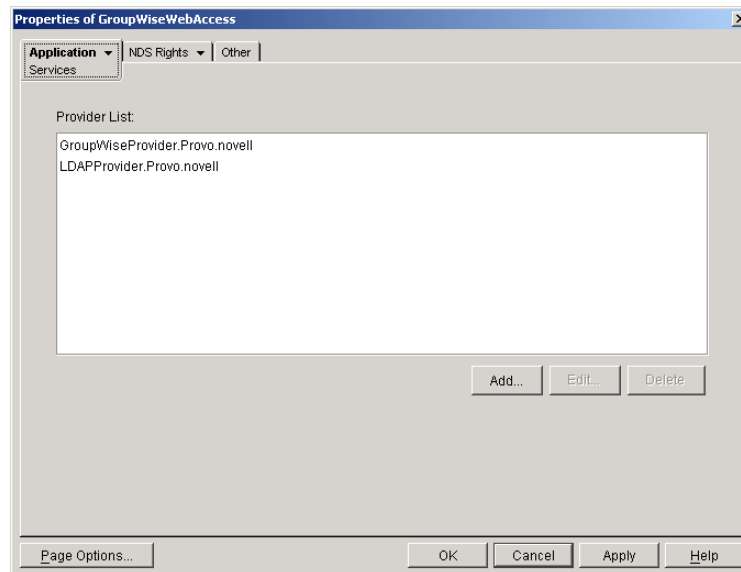 Properties of GroupWiseWebAccess
Application NDS Rights Other
Services
Provider List:
GroupWiseProvider.Provo.novell
LDAPProvider.Provo.novell
Add... Edit... Delete
Page Options... OK Cancel Apply Help